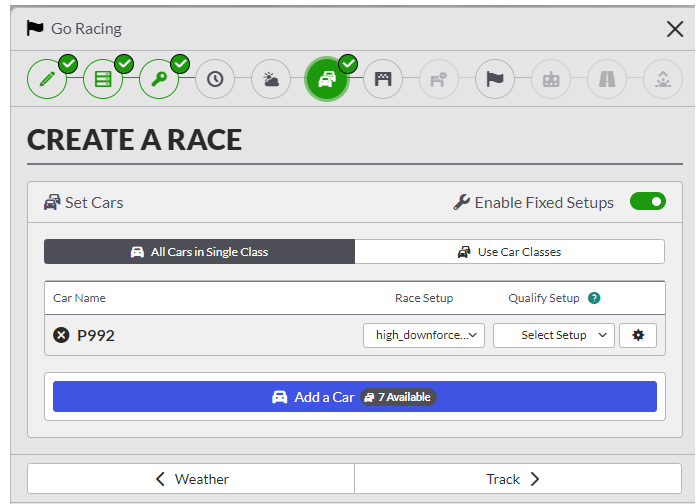 Go Racing
CREATE A RACE
Set Cars
Enable Fixed Setups
All Cars in Single Class
Use Car Classes
Car Name Race Setup Qualify Setup ?
P992 high_downforce... Select Setup
Add a Car 7 Available
Weather
Track